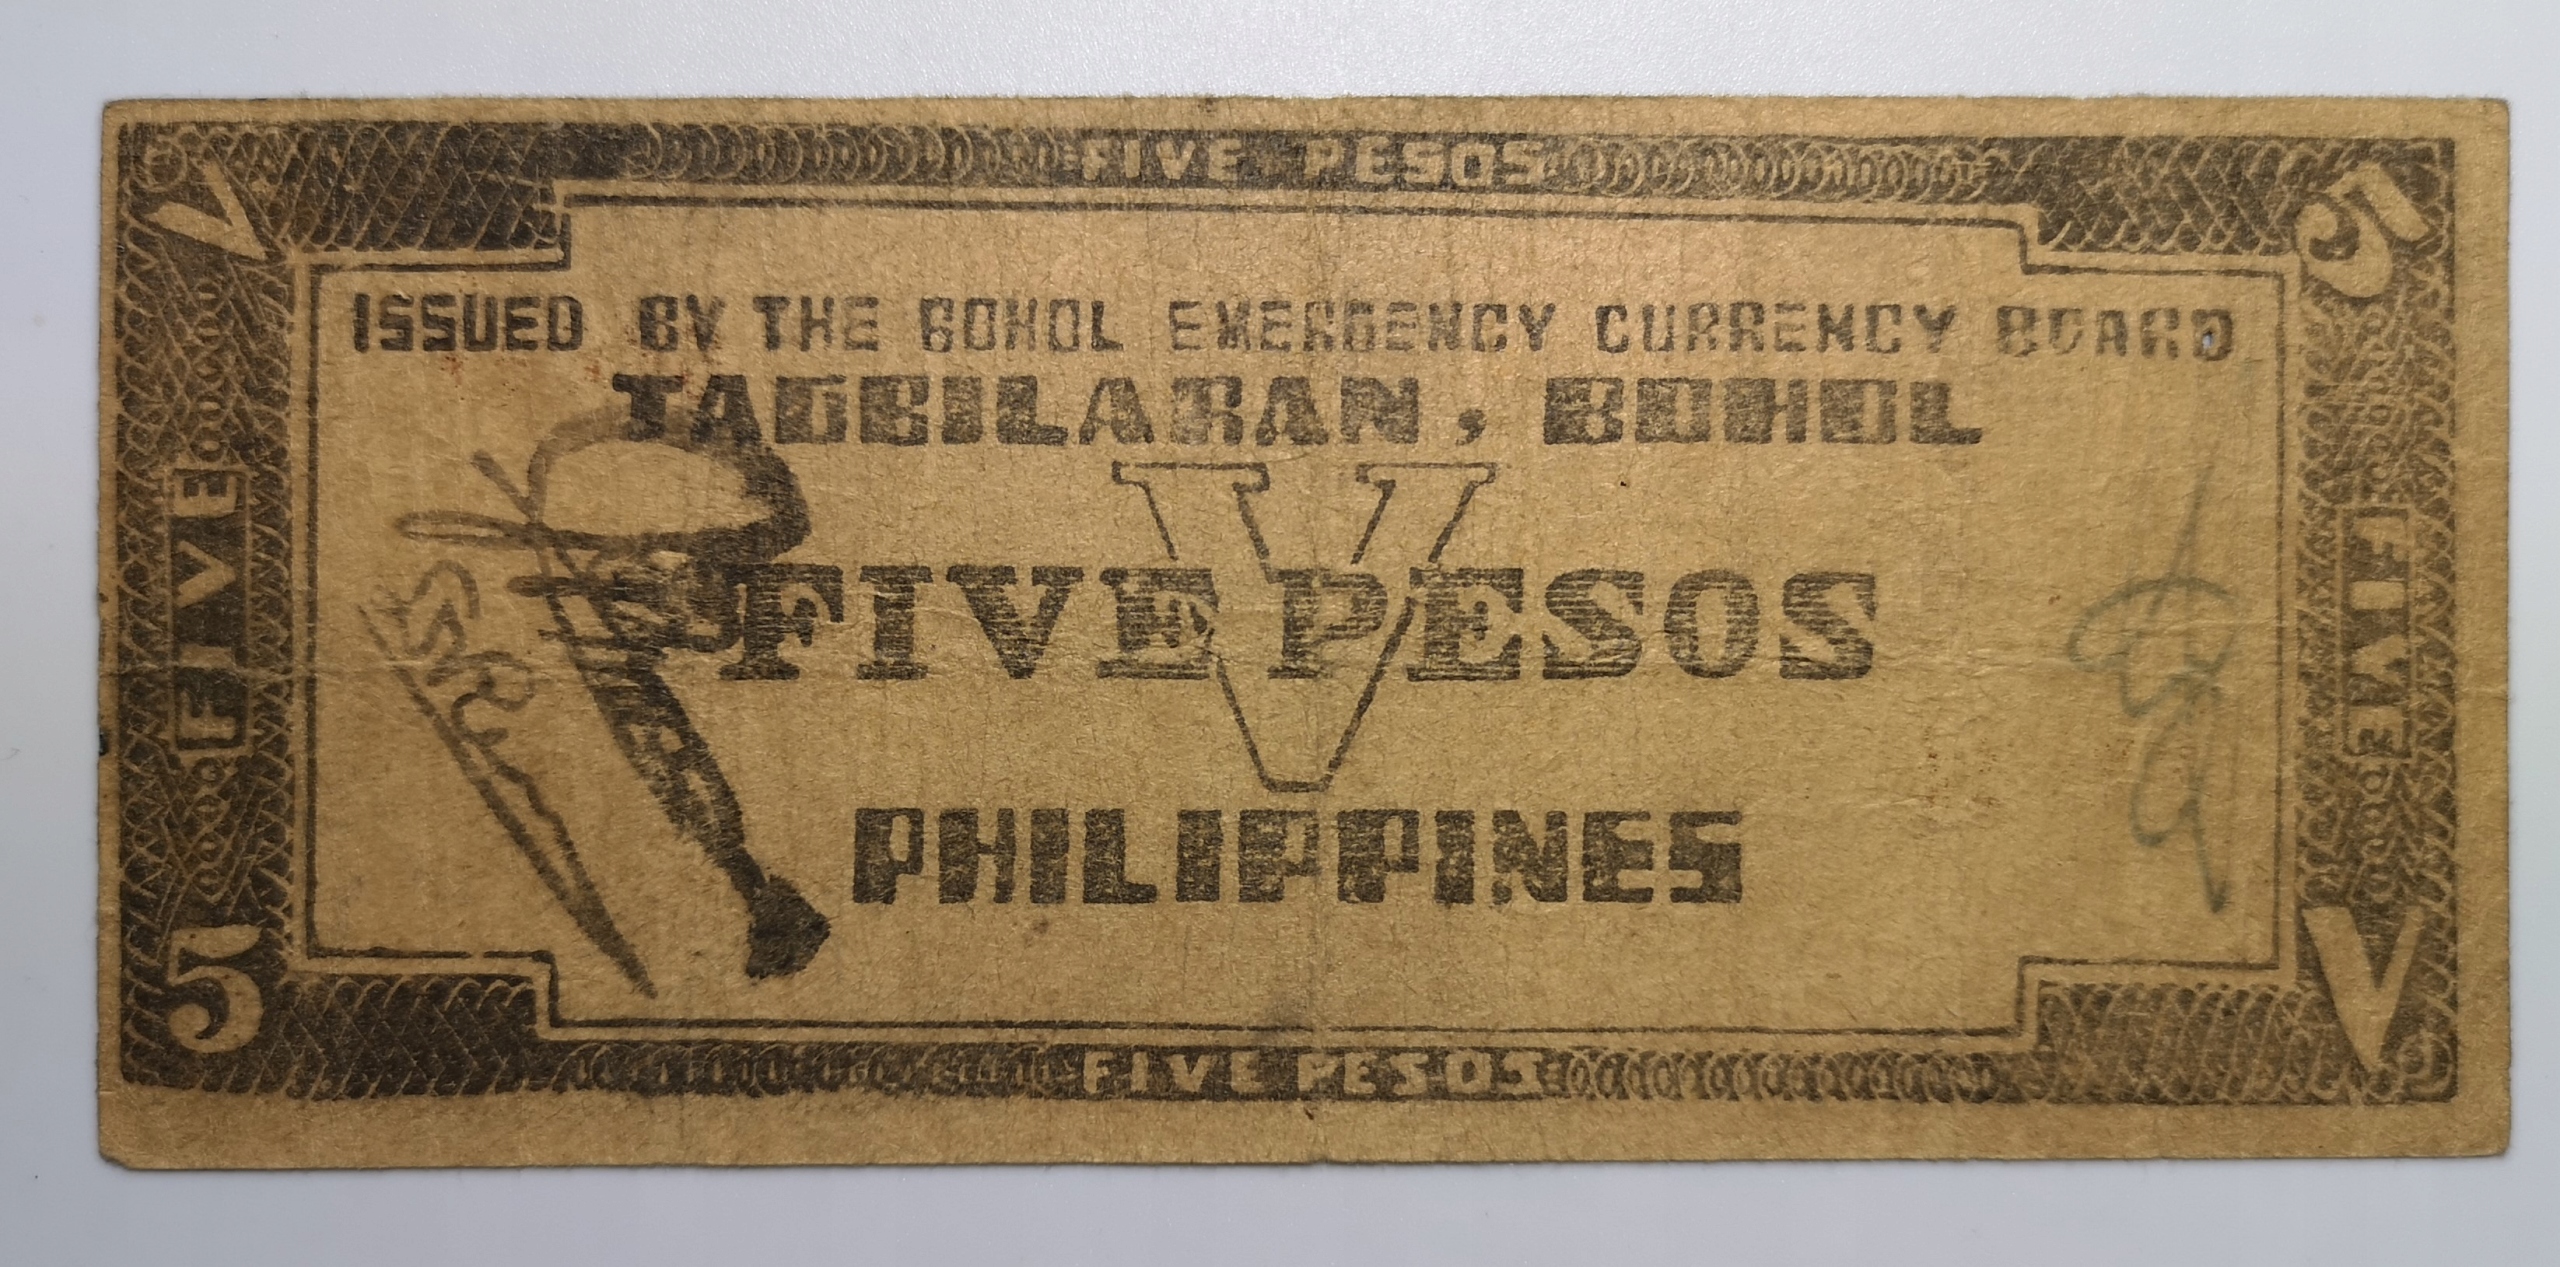 V FIVE PESOS 5
ISSUED BY THE BOHOL EMERGENCY CURRENCY BOARD
TAGBILARAN, BOHOL
V
FIVE FIVE PESOS FIVE
PHILIPPINES
5 FIVE PESOS V